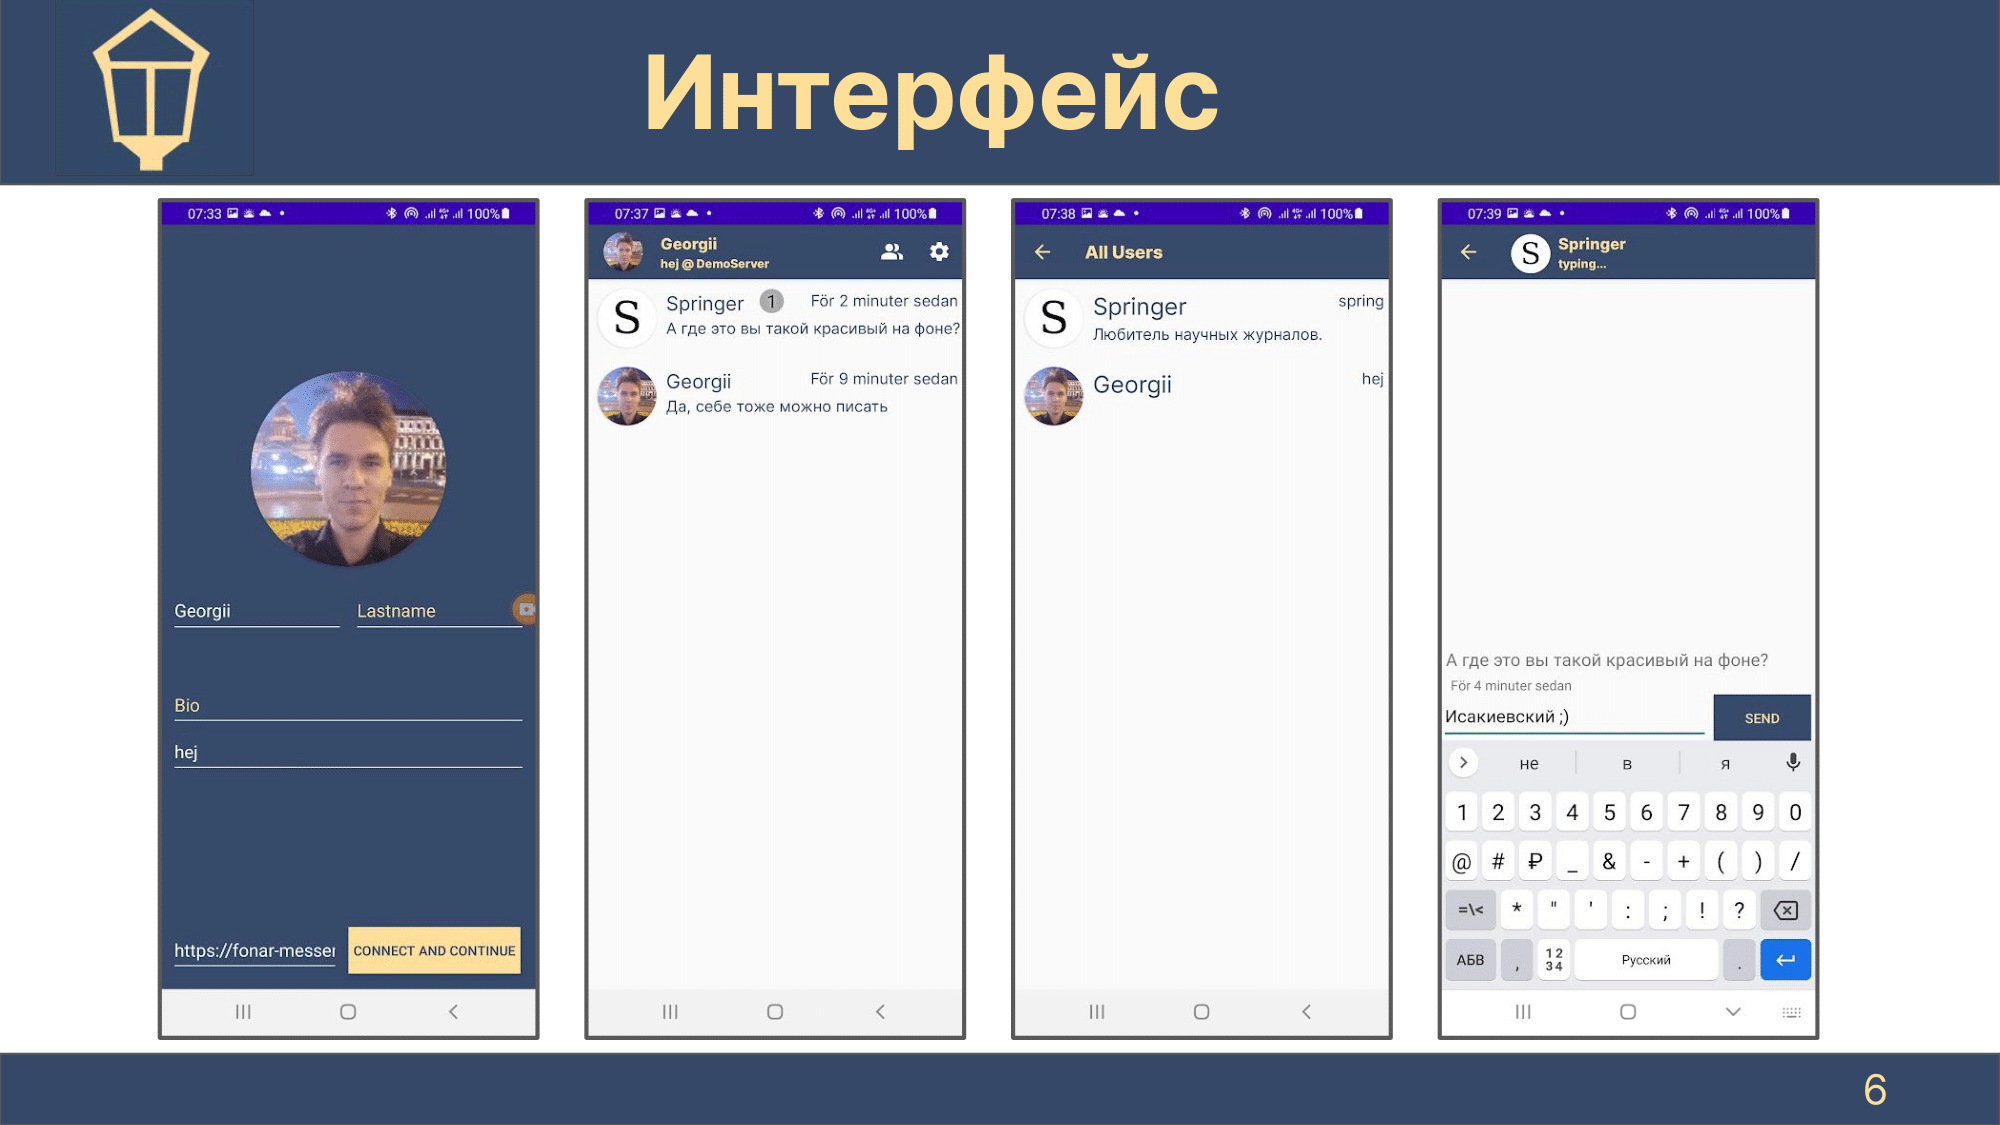 Интерфейс
07:33
100%
Georgii
Lastname
Bio
hej
https://fonar-messer
CONNECT AND CONTINUE
07:37
100%
Georgii
hej @ DemoServer
S
Springer
1
För 2 minuter sedan
А где это вы такой красивый на фоне?
Georgii
För 9 minuter sedan
Да, себе тоже можно писать
07:38
100%
All Users
S
Springer
spring
Любитель научных журналов.
Georgii
hej
07:39
100%
S
Springer
typing...
А где это вы такой красивый на фоне?
För 4 minuter sedan
Исакиевский ;)
SEND
не в я
1 2 3 4 5 6 7 8 9 0
@ # ₽ _ & - + ( ) /
=\< * " ' : ; ! ?
АБВ , 12 34 Русский .
6